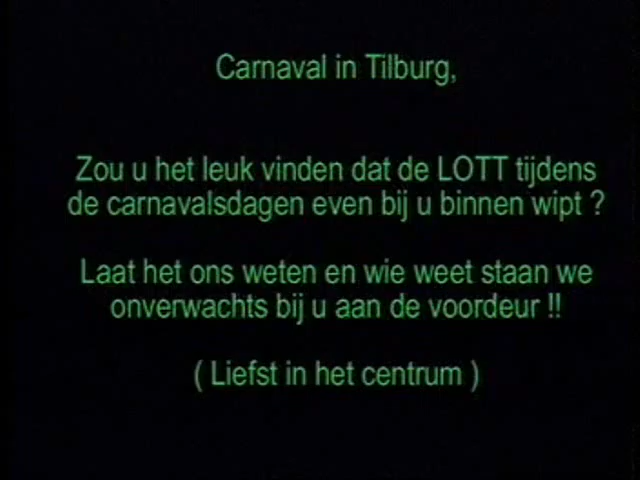 Carnaval in Tilburg,
Zou u het leuk vinden dat de LOTT tijdens
de carnavalsdagen even bij u binnen wipt ?
Laat het ons weten en wie weet staan we
onverwachts bij u aan de voordeur !!
( Liefst in het centrum )